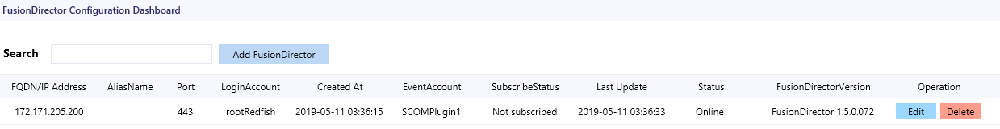 FusionDirector Configuration Dashboard
Search Add FusionDirector
FQDN/IP Address AliasName Port LoginAccount Created At EventAccount SubscribeStatus Last Update Status FusionDirectorVersion Operation
172.171.205.200 443 rootRedfish 2019-05-11 03:36:15 SCOMPlugin1 Not subscribed 2019-05-11 03:36:33 Online FusionDirector 1.5.0.072 Edit Delete